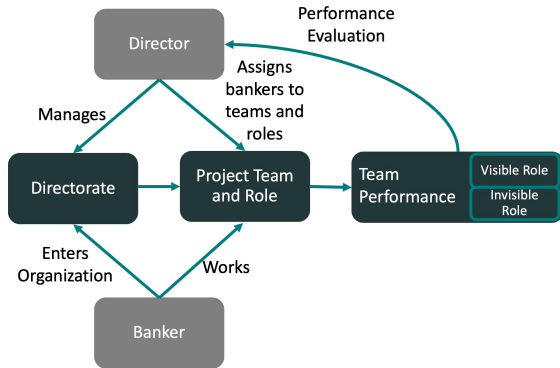 Performance
Evaluation
Director
Assigns
bankers to
teams and
roles
Manages
Directorate
Project Team
and Role
Team
Performance
Visible Role
Invisible
Role
Enters
Organization
Works
Banker